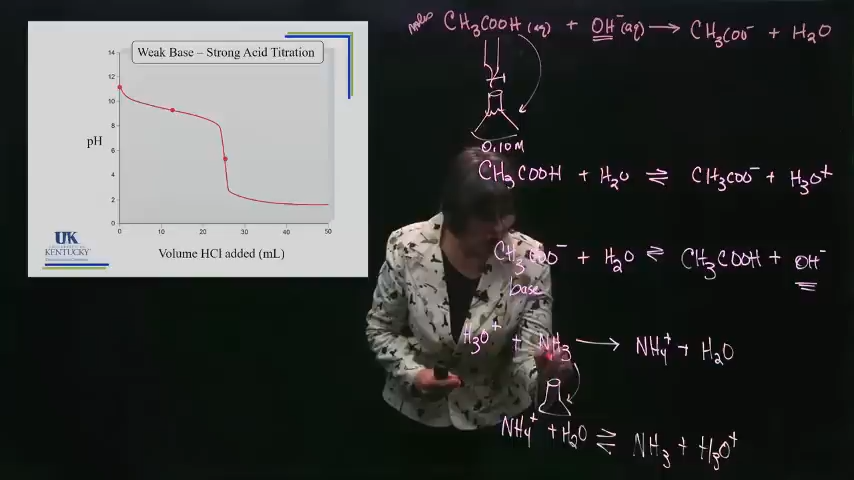 Weak Base – Strong Acid Titration
14
12
10
8
6
4
2
0
pH
0 10 20 30 40 50
Volume HCl added (mL)
UK
KENTUCKY
moles CH₃COOH(aq) + OH⁻(aq) → CH₃COO⁻ + H₂O
0.10M
CH₃COOH + H₂O ⇌ CH₃COO⁻ + H₃O⁺
CH₃COO⁻ + H₂O ⇌ CH₃COOH + OH⁻
base
H₃O⁺ + NH₃ → NH₄⁺ + H₂O
NH₄⁺ + H₂O ⇌ NH₃ + H₃O⁺